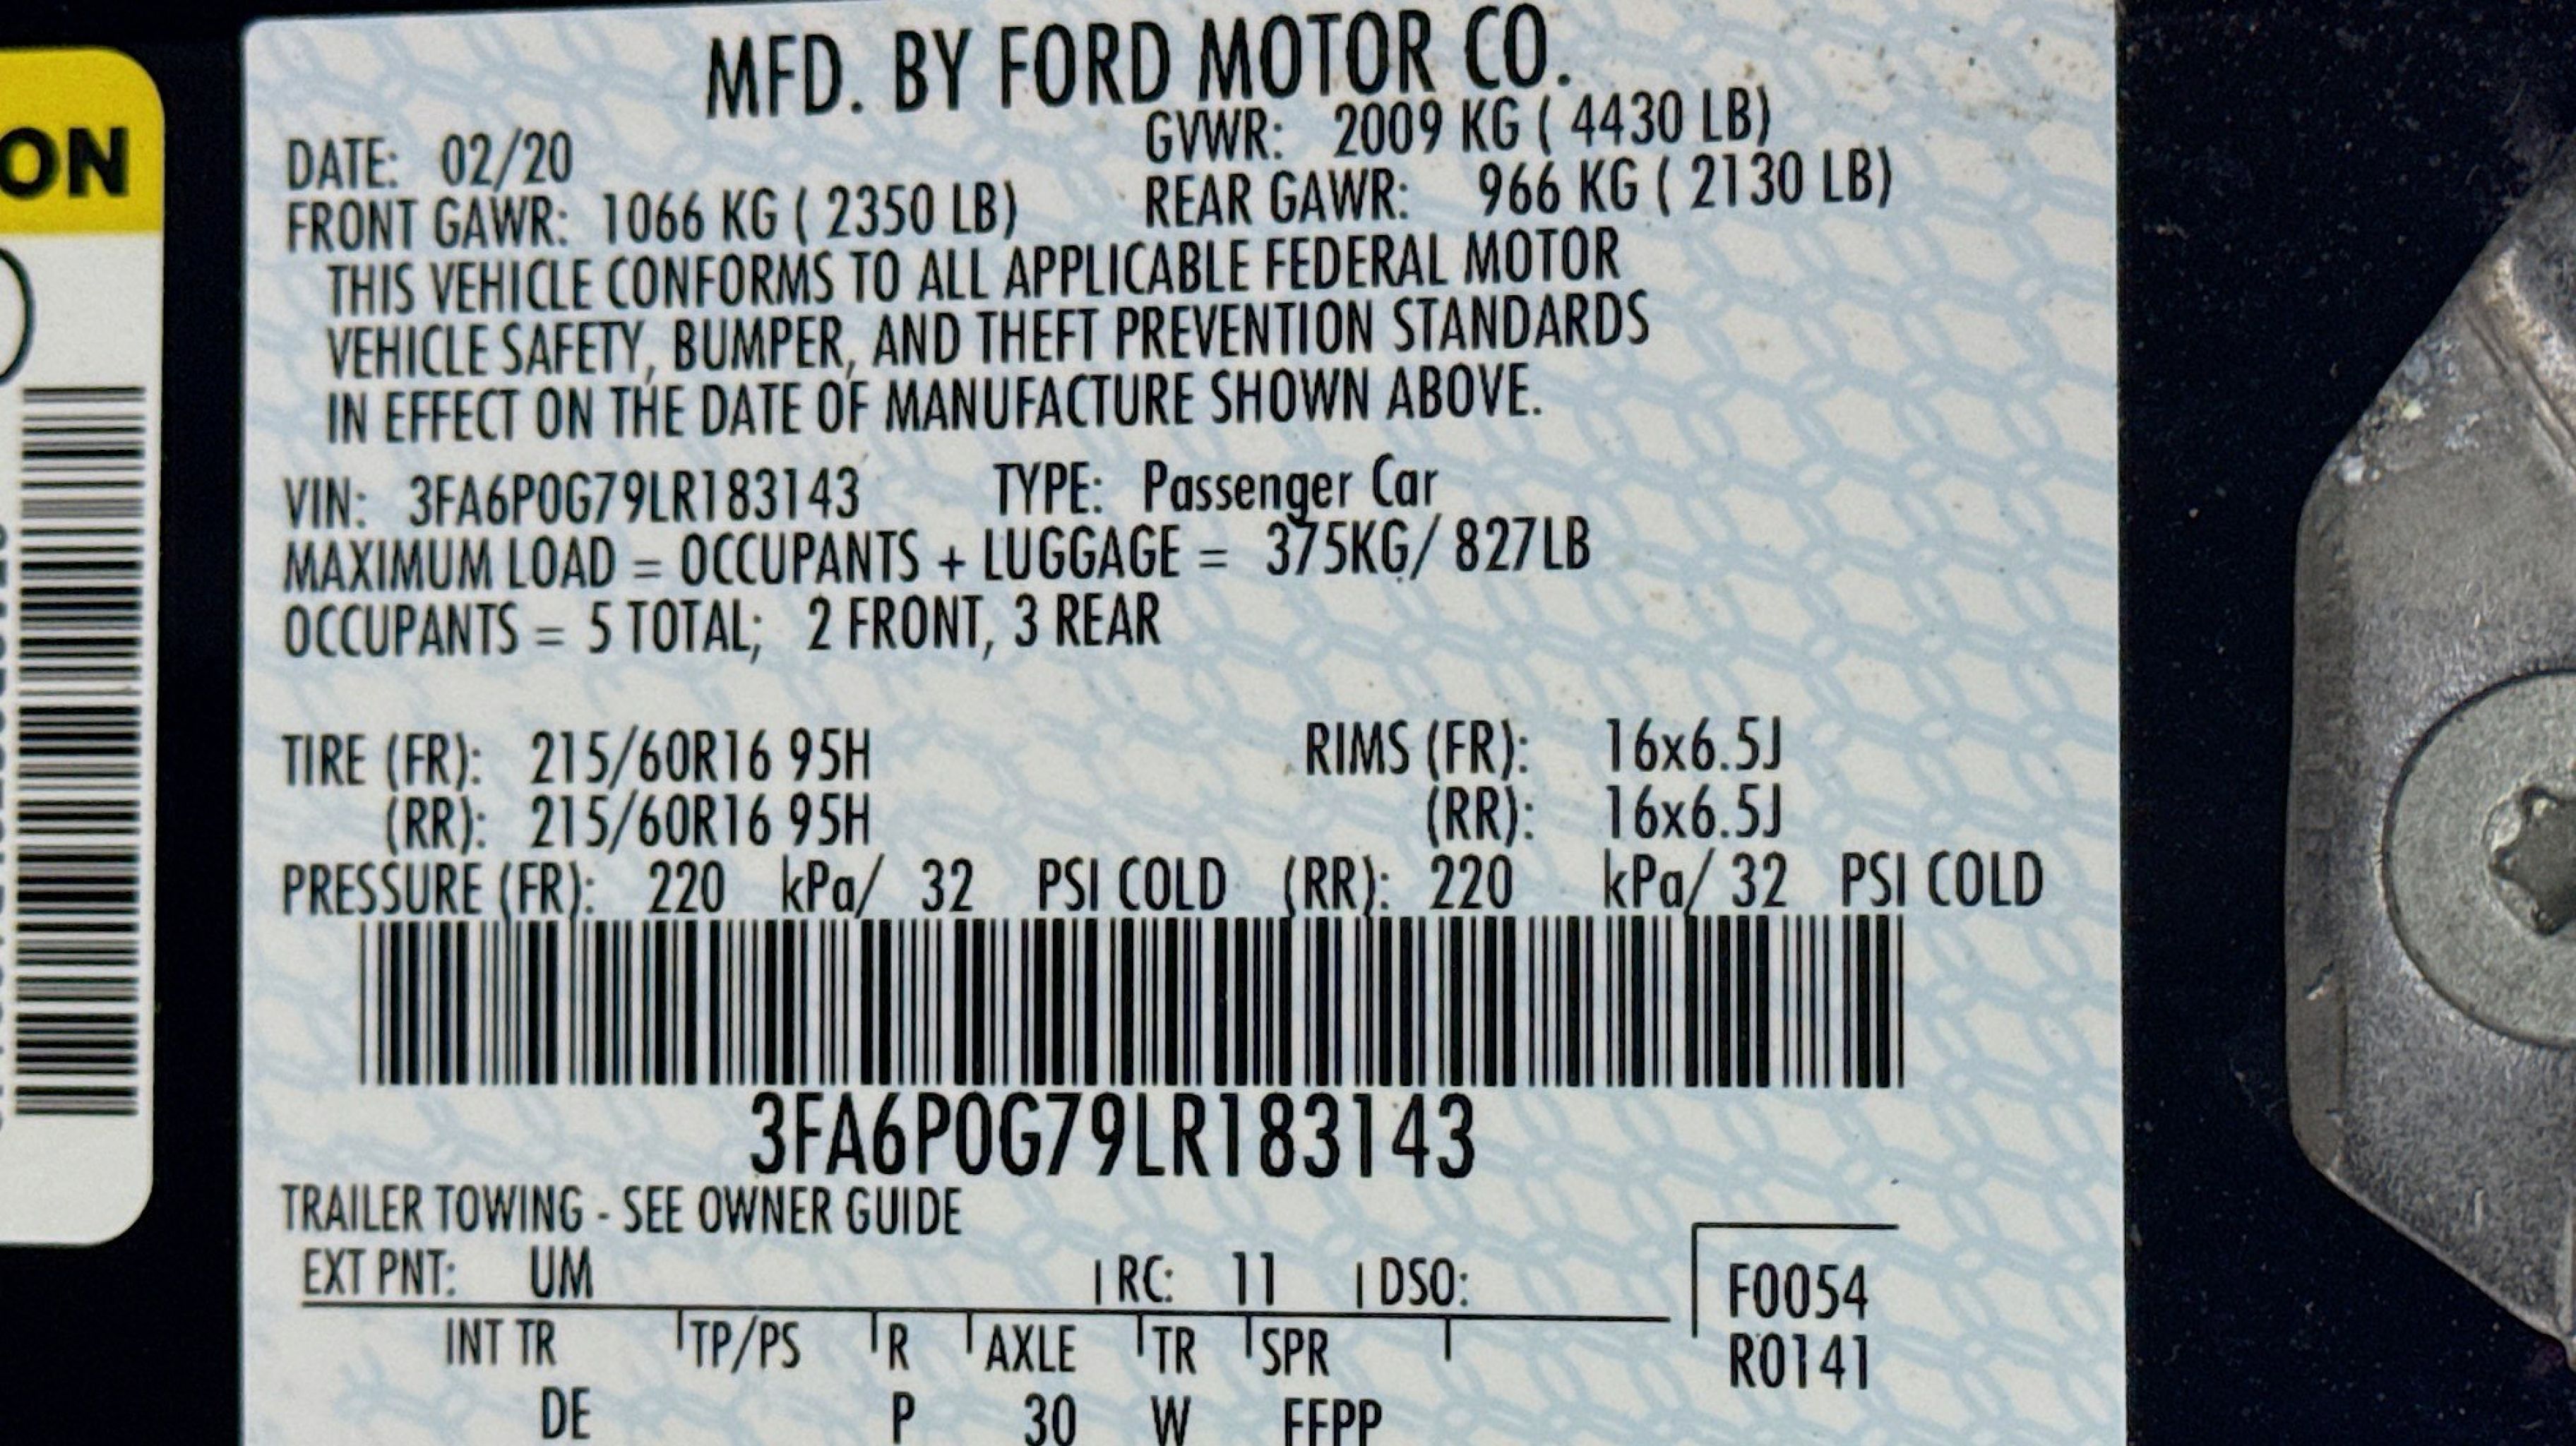 MFD. BY FORD MOTOR CO.
DATE: 02/20 GVWR: 2009 KG ( 4430 LB)
FRONT GAWR: 1066 KG ( 2350 LB) REAR GAWR: 966 KG ( 2130 LB)
THIS VEHICLE CONFORMS TO ALL APPLICABLE FEDERAL MOTOR
VEHICLE SAFETY, BUMPER, AND THEFT PREVENTION STANDARDS
IN EFFECT ON THE DATE OF MANUFACTURE SHOWN ABOVE.
VIN: 3FA6P0G79LR183143 TYPE: Passenger Car
MAXIMUM LOAD = OCCUPANTS + LUGGAGE = 375KG/ 827LB
OCCUPANTS = 5 TOTAL; 2 FRONT, 3 REAR
TIRE (FR): 215/60R16 95H RIMS (FR): 16x6.5J
(RR): 215/60R16 95H (RR): 16x6.5J
PRESSURE (FR): 220 kPa/ 32 PSI COLD (RR): 220 kPa/ 32 PSI COLD
3FA6P0G79LR183143
TRAILER TOWING - SEE OWNER GUIDE
EXT PNT: UM RC: 11 DSO:
F0054
INT TR TP/PS R AXLE TR SPR
R0141
DE P 30 W FFPP
ON